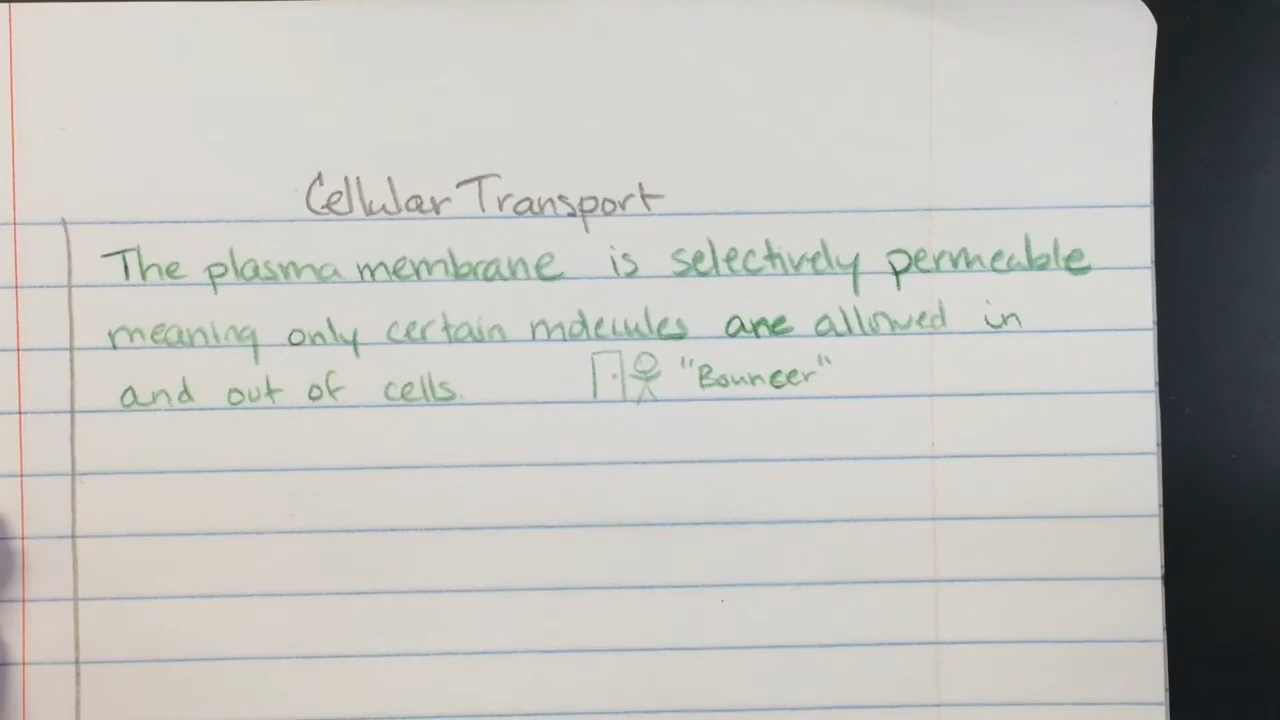 Cellular Transport
The plasma membrane is selectively permeable
meaning only certain molecules are allowed in
and out of cells. "Bouncer"